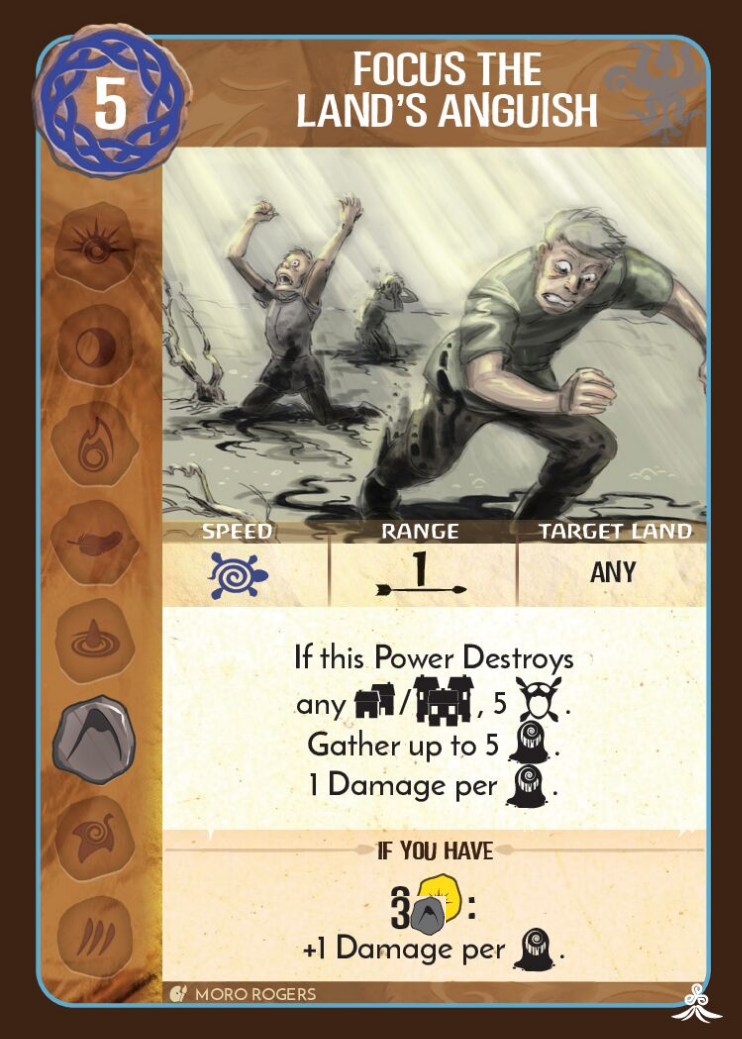 5
FOCUS THE
LAND'S ANGUISH
SPEED RANGE TARGET LAND
1 ANY
If this Power Destroys
any / , 5 .
Gather up to 5 .
1 Damage per .
IF YOU HAVE
3 :
+1 Damage per .
MORO ROGERS